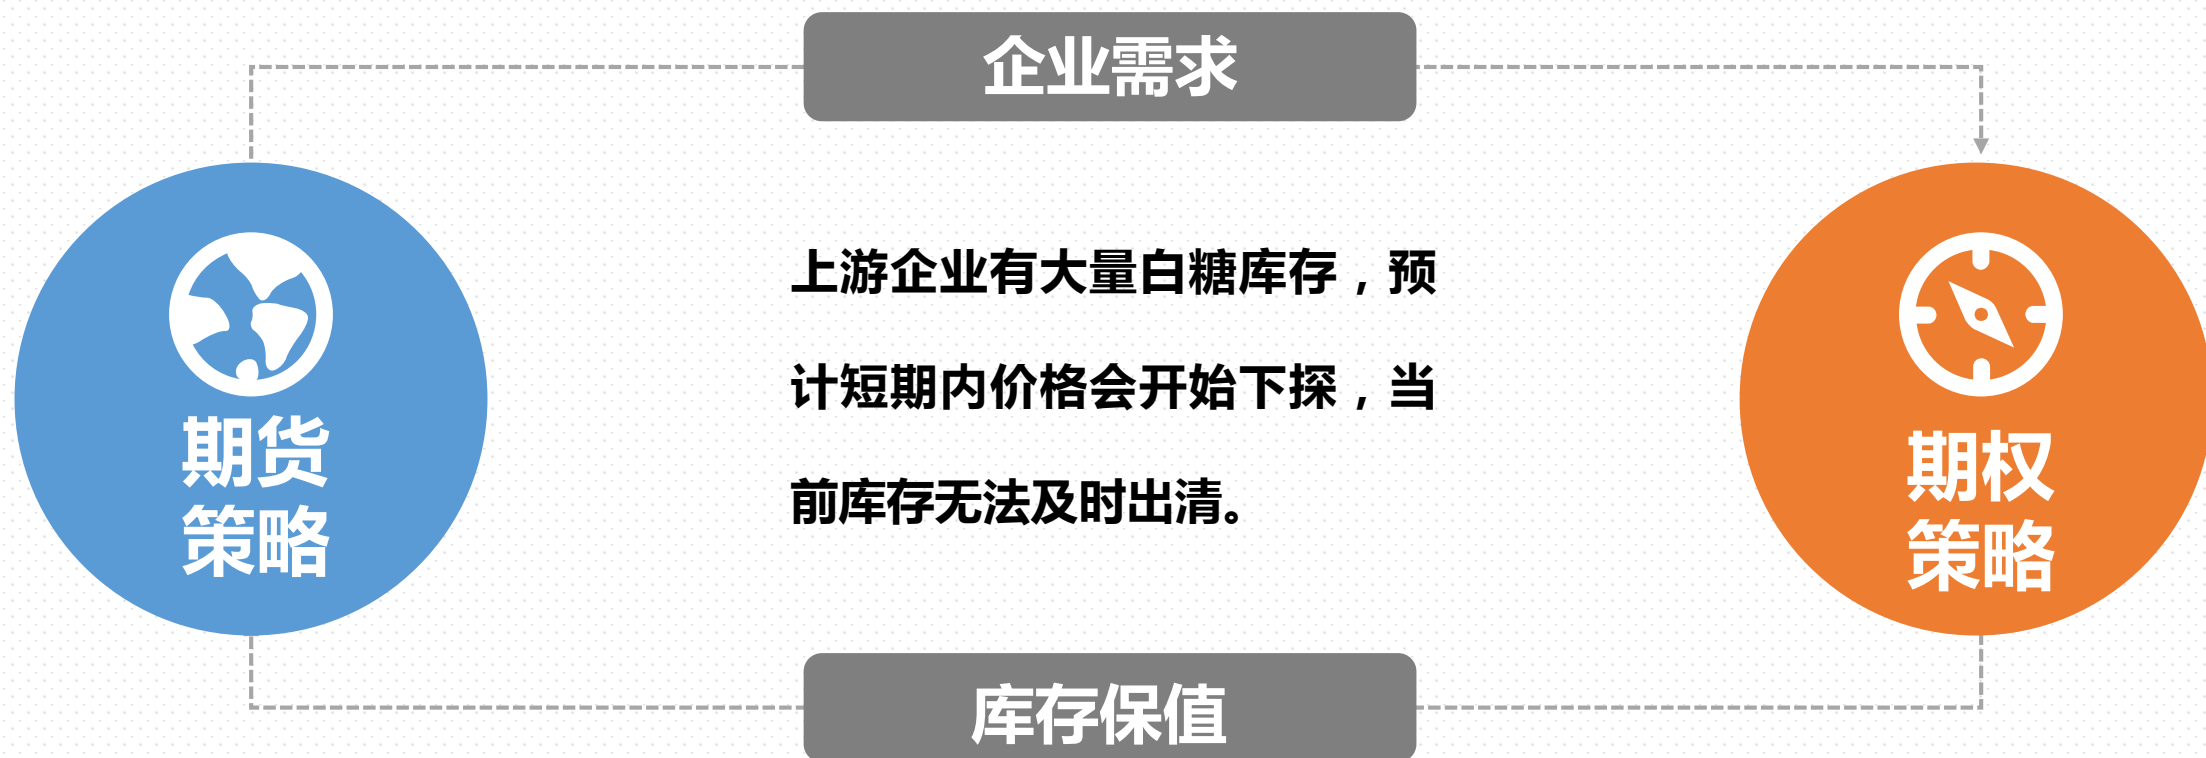 企业需求
期货
策略
上游企业有大量白糖库存，预
计短期内价格会开始下探，当
前库存无法及时出清。
期权
策略
库存保值